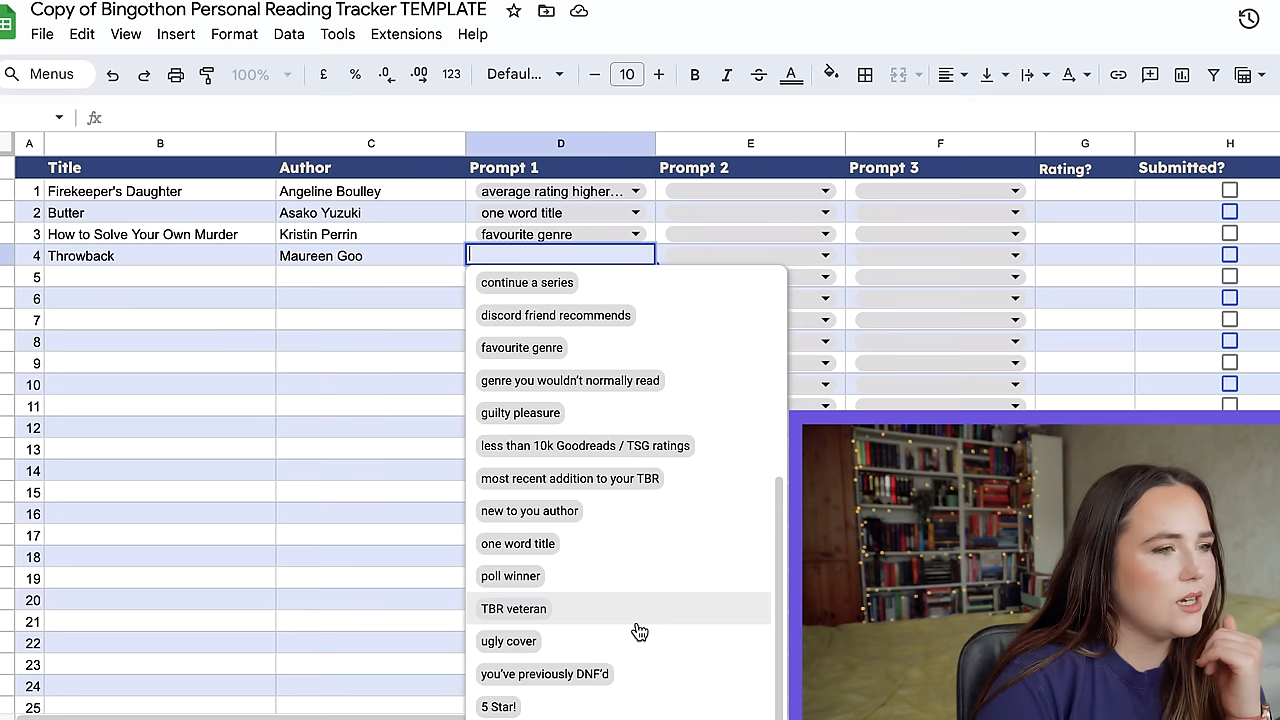 Copy of Bingothon Personal Reading Tracker TEMPLATE
File Edit View Insert Format Data Tools Extensions Help
Menus 100% £ % .0 .00 123 Defaul... 10 B I S A
fx
A B C D E F G H
Title Author Prompt 1 Prompt 2 Prompt 3 Rating? Submitted?
1 Firekeeper's Daughter Angeline Boulley average rating higher...
2 Butter Asako Yuzuki one word title
3 How to Solve Your Own Murder Kristin Perrin favourite genre
4 Throwback Maureen Goo
5
6
7
8
9
10
11
12
13
14
15
16
17
18
19
20
21
22
23
24
25
continue a series
discord friend recommends
favourite genre
genre you wouldn't normally read
guilty pleasure
less than 10k Goodreads / TSG ratings
most recent addition to your TBR
new to you author
one word title
poll winner
TBR veteran
ugly cover
you've previously DNF'd
5 Star!